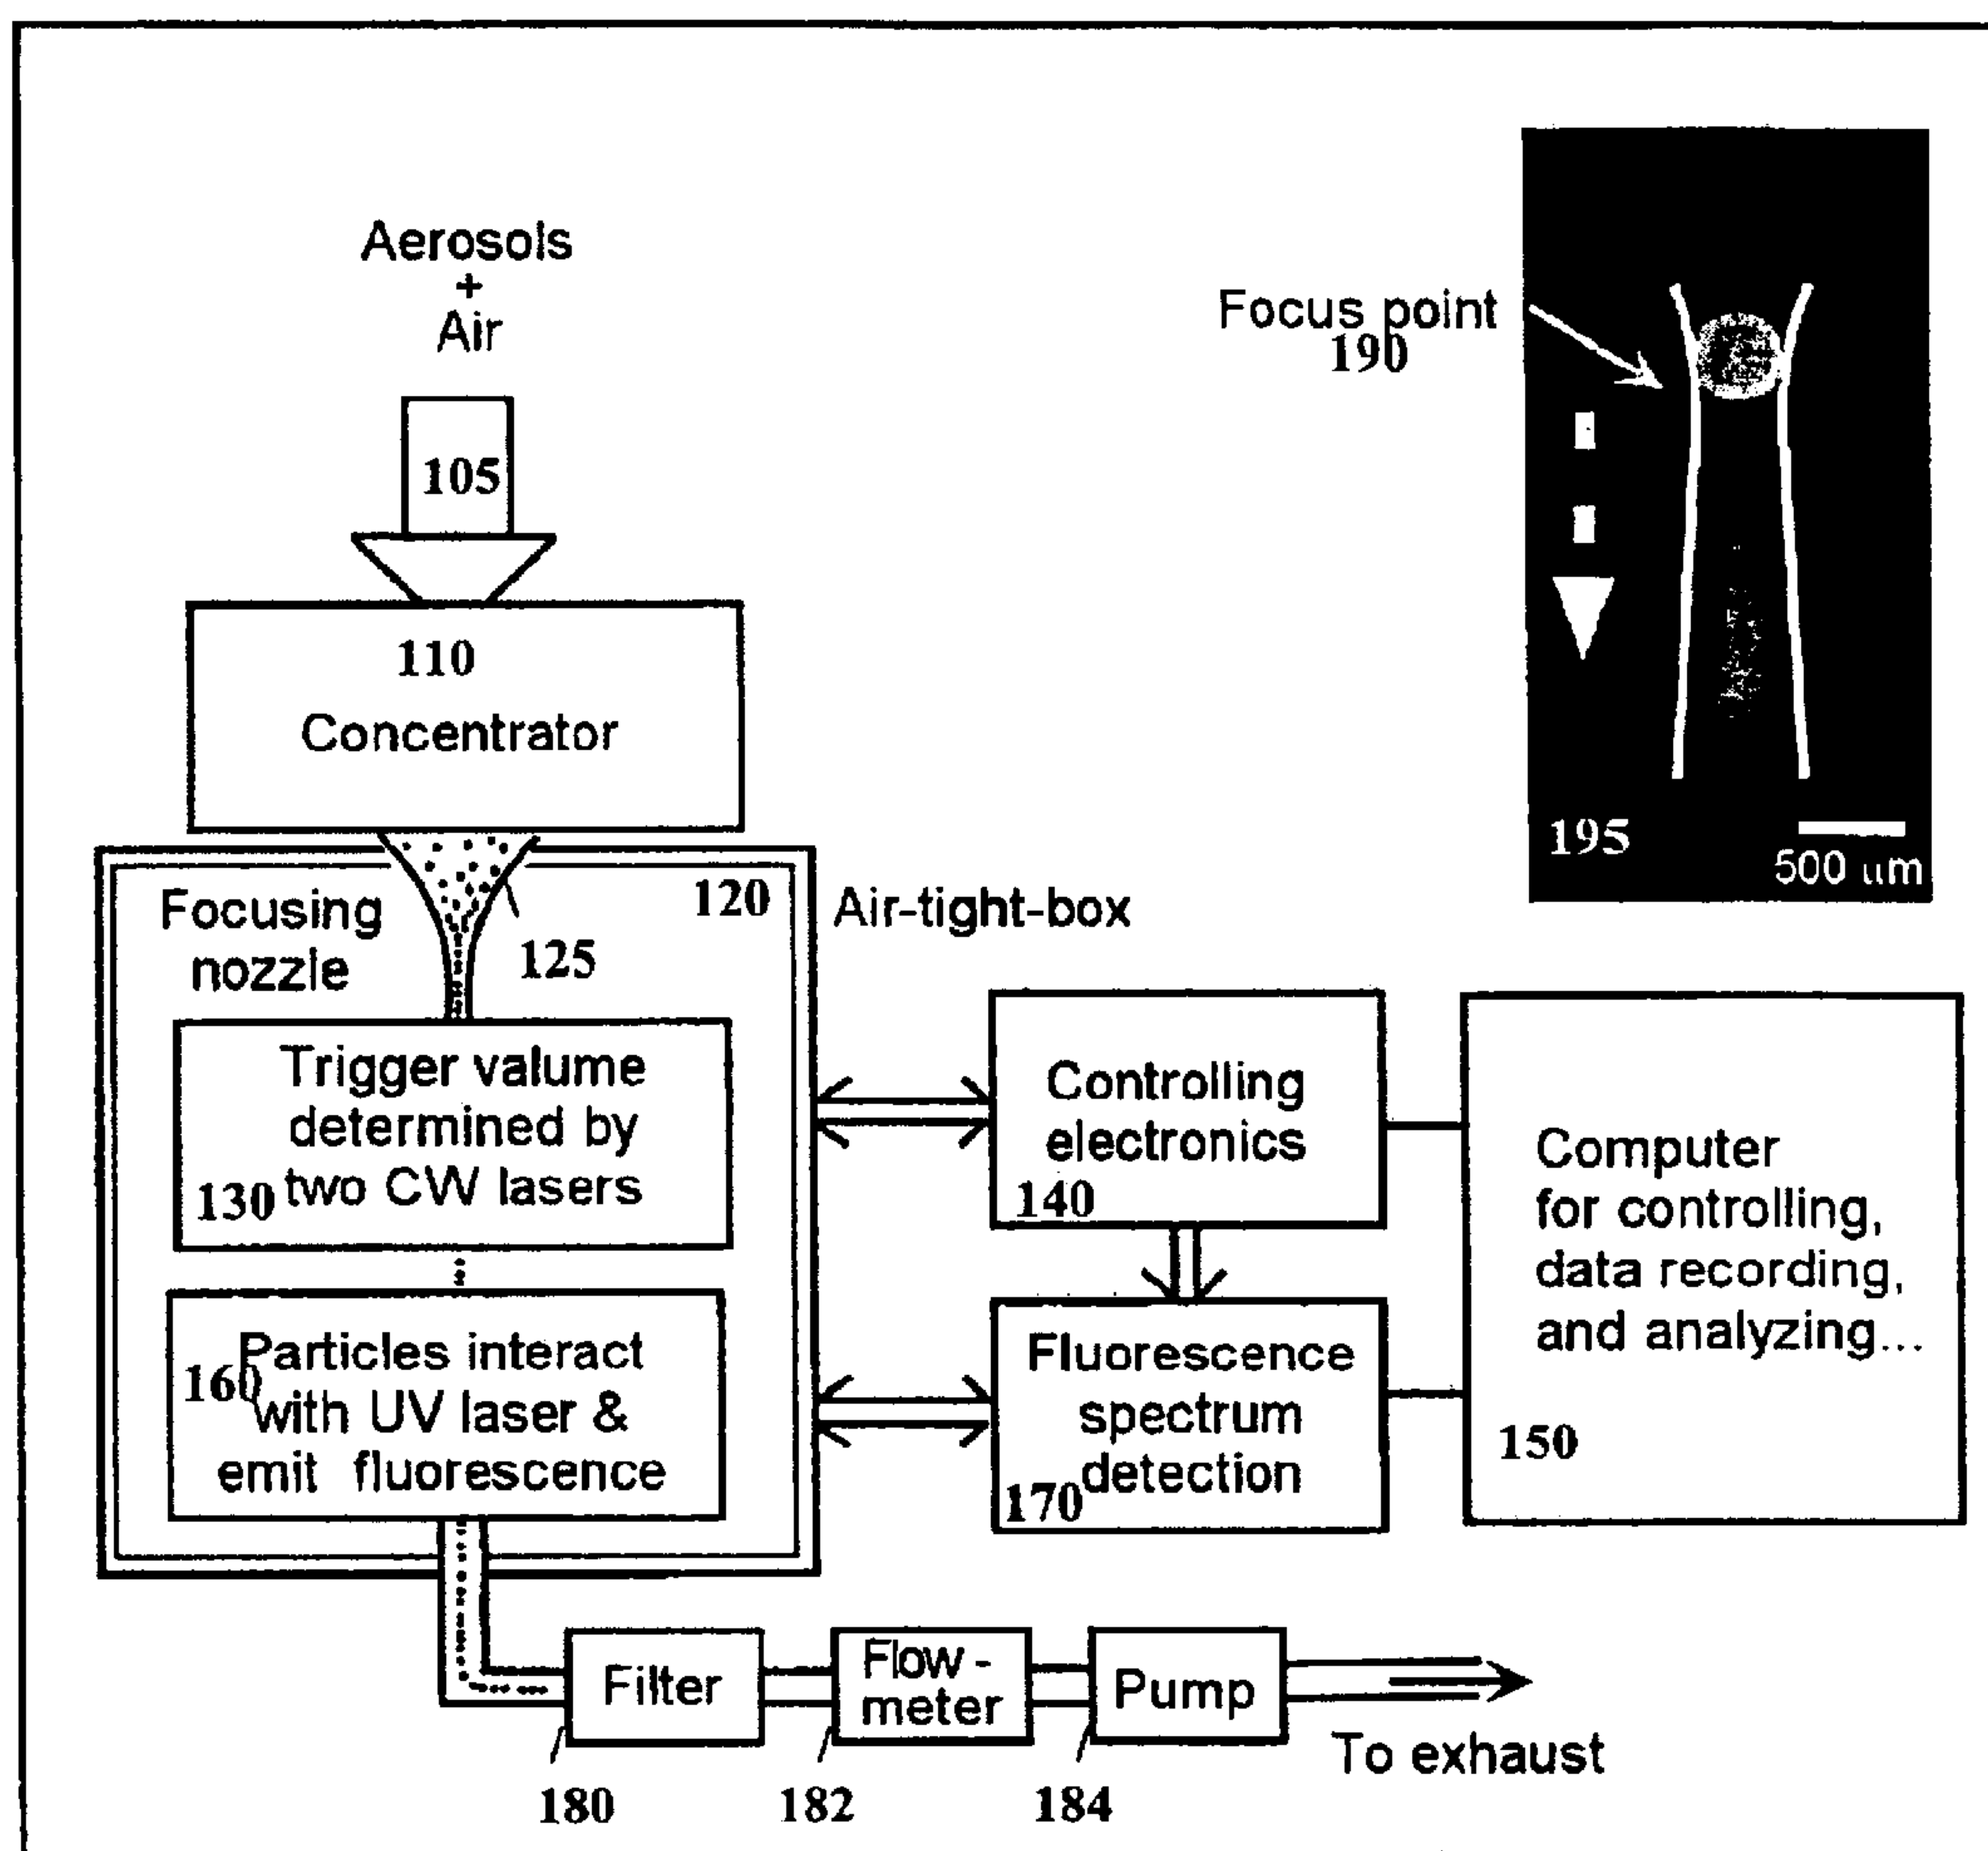 Aerosols
+
Air
105
110
Concentrator
Focus point
190
195
500 um
Focusing
nozzle
120
125
Air-tight-box
Trigger valume
determined by
130 two CW lasers
Controlling
electronics
140
Computer
for controlling,
data recording,
and analyzing...
150
Particles interact
160
with UV laser &
emit fluorescence
Fluorescence
spectrum
detection
170
Filter
Flow-
meter
Pump
To exhaust
180
182
184